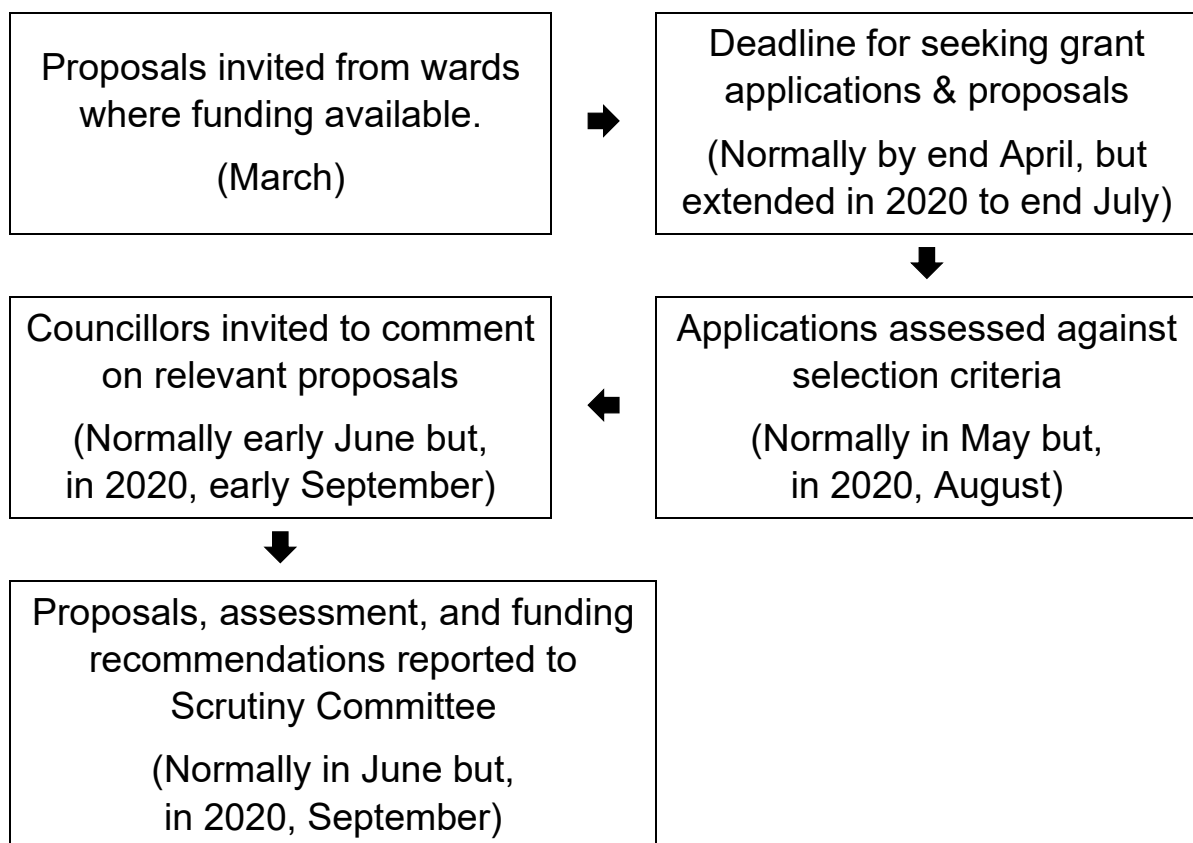 Proposals invited from wards
where funding available.
(March)
Deadline for seeking grant
applications & proposals
(Normally by end April, but
extended in 2020 to end July)
Applications assessed against
selection criteria
(Normally in May but,
in 2020, August)
Councillors invited to comment
on relevant proposals
(Normally early June but,
in 2020, early September)
Proposals, assessment, and funding
recommendations reported to
Scrutiny Committee
(Normally in June but,
in 2020, September)